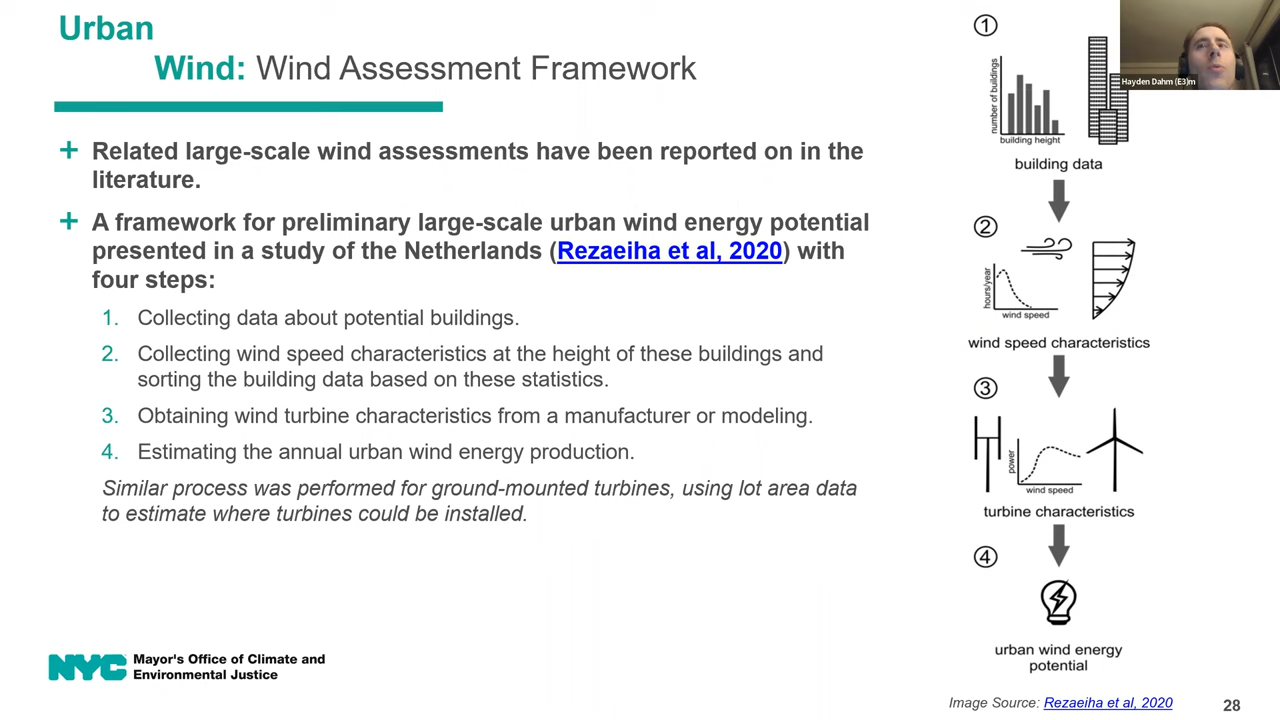 Urban
Wind: Wind Assessment Framework
+ Related large-scale wind assessments have been reported on in the
literature.
+ A framework for preliminary large-scale urban wind energy potential
presented in a study of the Netherlands (Rezaeiha et al, 2020) with
four steps:
1. Collecting data about potential buildings.
2. Collecting wind speed characteristics at the height of these buildings and
sorting the building data based on these statistics.
3. Obtaining wind turbine characteristics from a manufacturer or modeling.
4. Estimating the annual urban wind energy production.
Similar process was performed for ground-mounted turbines, using lot area data
to estimate where turbines could be installed.
1
number of buildings
building height
building data
2
hours/year
wind speed
wind speed characteristics
3
power
wind speed
turbine characteristics
4
urban wind energy
potential
Hayden Dahm (E3)m
NYC
Mayor's Office of Climate and
Environmental Justice
Image Source: Rezaeiha et al, 2020
28